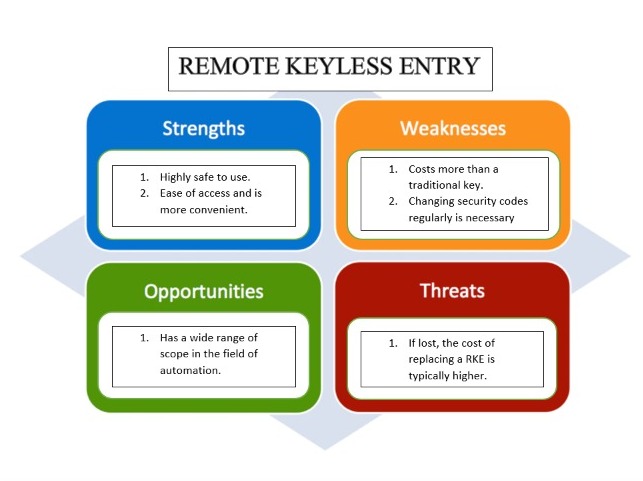 REMOTE KEYLESS ENTRY
Strengths
1. Highly safe to use.
2. Ease of access and is
more convenient.
Weaknesses
1. Costs more than a
traditional key.
2. Changing security codes
regularly is necessary
Opportunities
1. Has a wide range of
scope in the field of
automation.
Threats
1. If lost, the cost of
replacing a RKE is
typically higher.